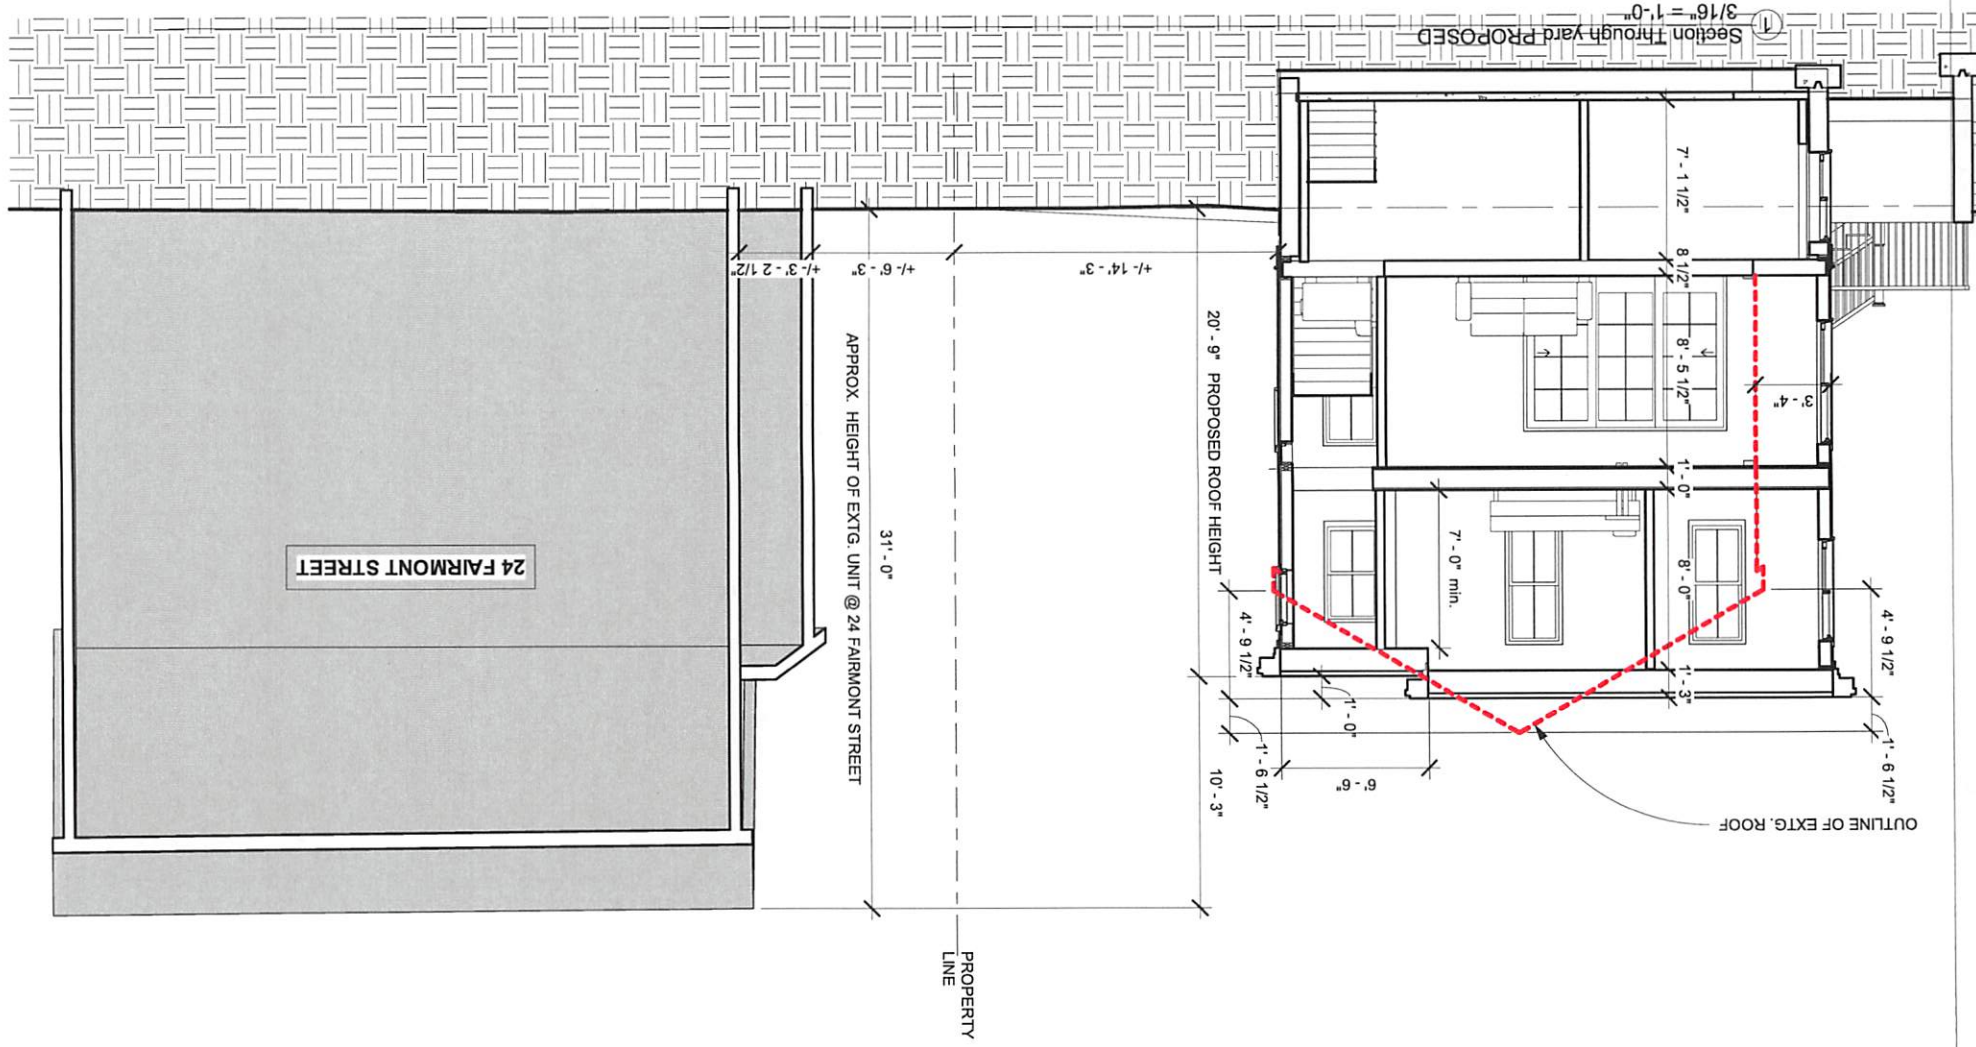 1
Section Through yard PROPOSED
3/16" = 1'-0"
7' - 1 1/2"
8 1/2"
8' - 5 1/2"
3' - 4"
1' - 0"
8' - 0"
7' - 0" min.
1' - 3"
4' - 9 1/2"
1' - 6 1/2"
OUTLINE OF EXTG. ROOF
6' - 6"
1' - 0"
4' - 9 1/2"
1' - 6 1/2"
20' - 9" PROPOSED ROOF HEIGHT
10' - 3"
+/- 14' - 3"
+/- 6' - 3"
+/- 3' - 2 1/2"
31' - 0"
APPROX. HEIGHT OF EXTG. UNIT @ 24 FAIRMONT STREET
24 FAIRMONT STREET
PROPERTY
LINE